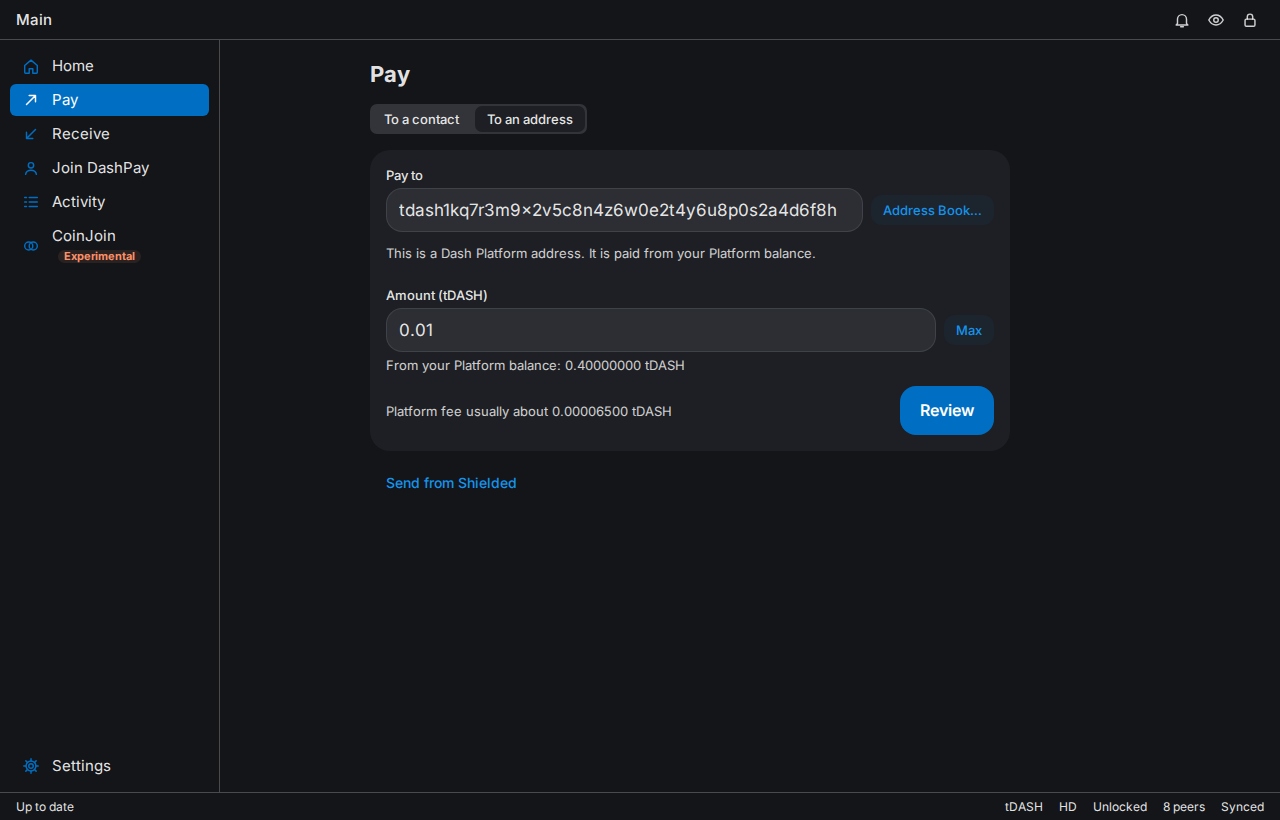 Main
Home
Pay
Receive
Join DashPay
Activity
CoinJoin
Experimental
Settings
Pay
To a contact
To an address
Pay to
tdash1kq7r3m9x2v5c8n4z6w0e2t4y6u8p0s2a4d6f8h
Address Book...
This is a Dash Platform address. It is paid from your Platform balance.
Amount (tDASH)
0.01
Max
From your Platform balance: 0.40000000 tDASH
Platform fee usually about 0.00006500 tDASH
Review
Send from Shielded
Up to date
tDASH
HD
Unlocked
8 peers
Synced